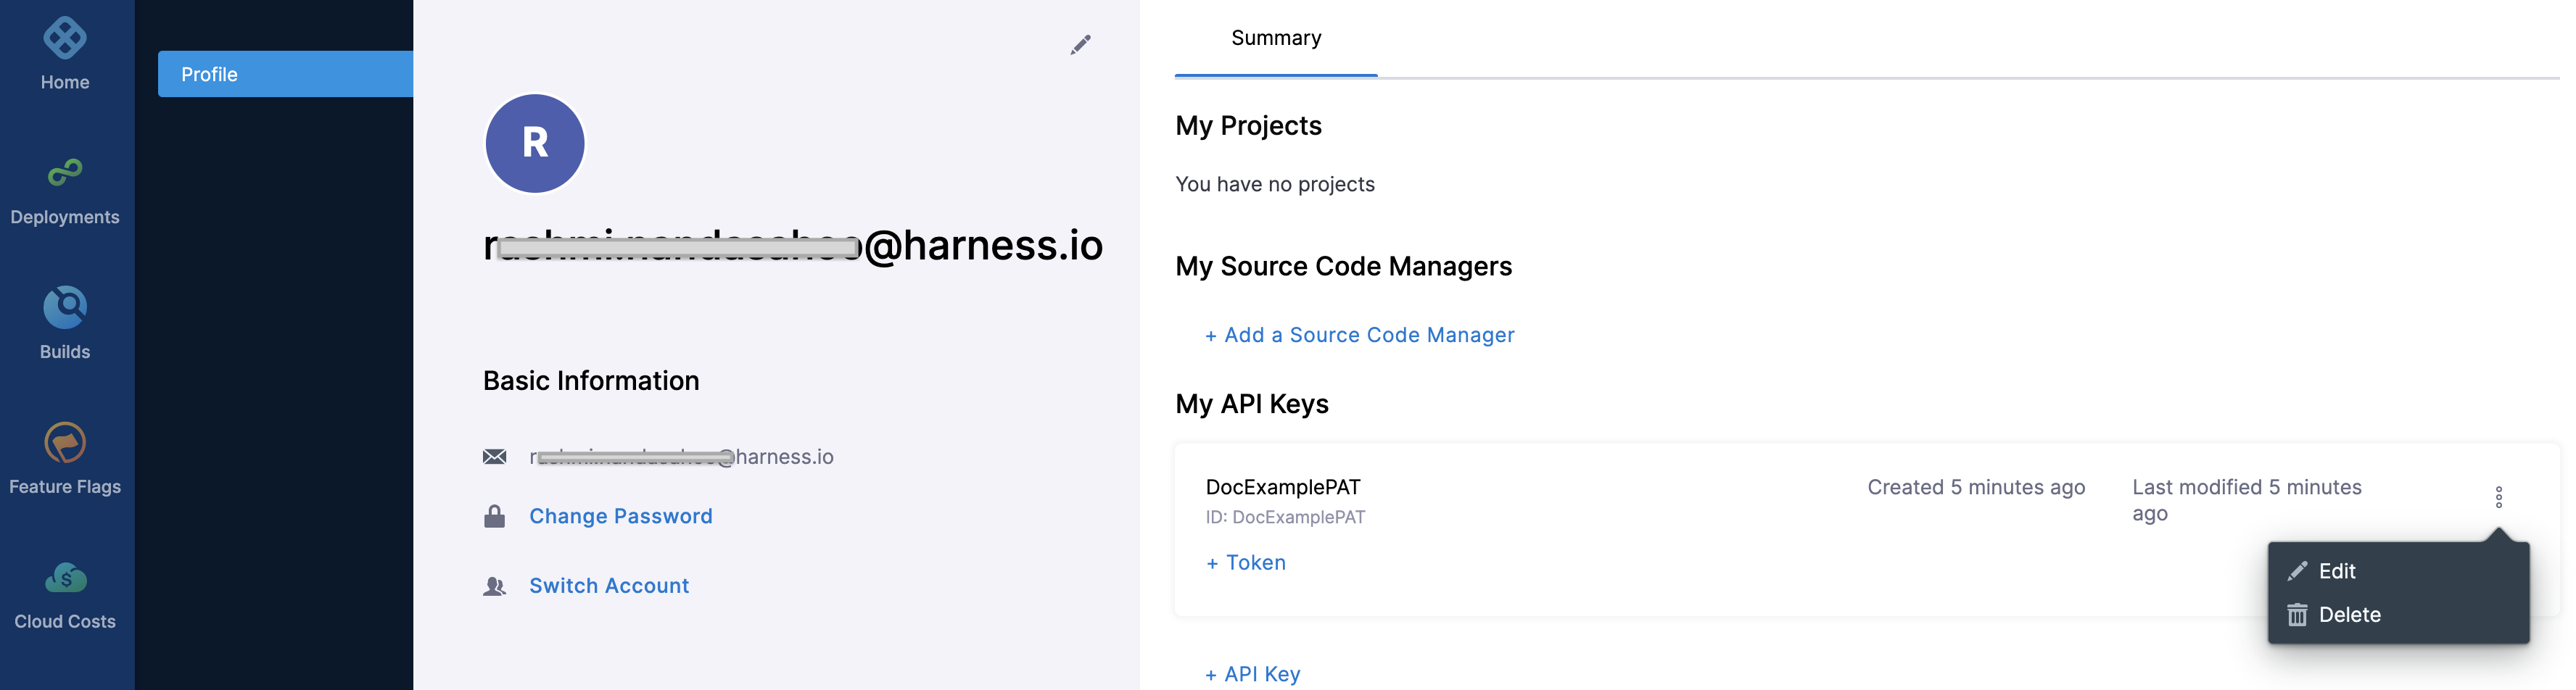 Home
Deployments
Builds
Feature Flags
Cloud Costs
Profile
R
@harness.io
Basic Information
harness.io
Change Password
Switch Account
Summary
My Projects
You have no projects
My Source Code Managers
+ Add a Source Code Manager
My API Keys
DocExamplePAT
ID: DocExamplePAT
Created 5 minutes ago
Last modified 5 minutes
ago
+ Token
Edit
Delete
+ API Key